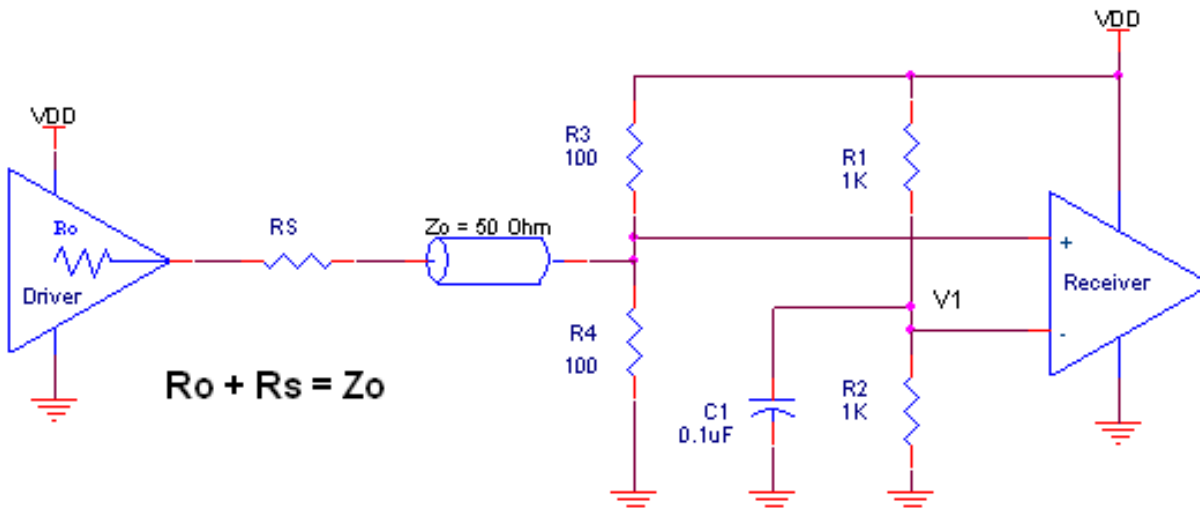 VDD
VDD
R3
100
R1
1K
Ro
RS
Zo = 50 Ohm
+
Driver
Receiver
V1
R4
100
-
Ro + Rs = Zo
C1
0.1uF
R2
1K